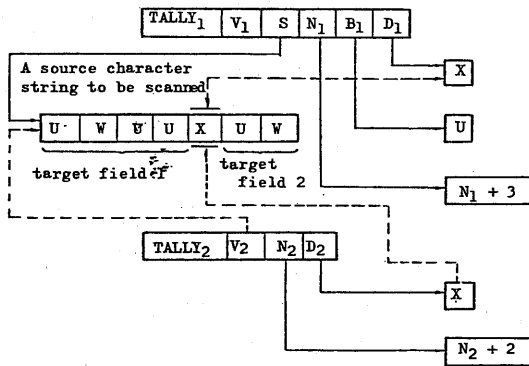 TALLY₁ V₁ S N₁ B₁ D₁
A source character
string to be scanned
X
U W U U X U W
U
target field 1
target
field 2
N₁ + 3
TALLY₂ V₂ N₂ D₂
X
N₂ + 2